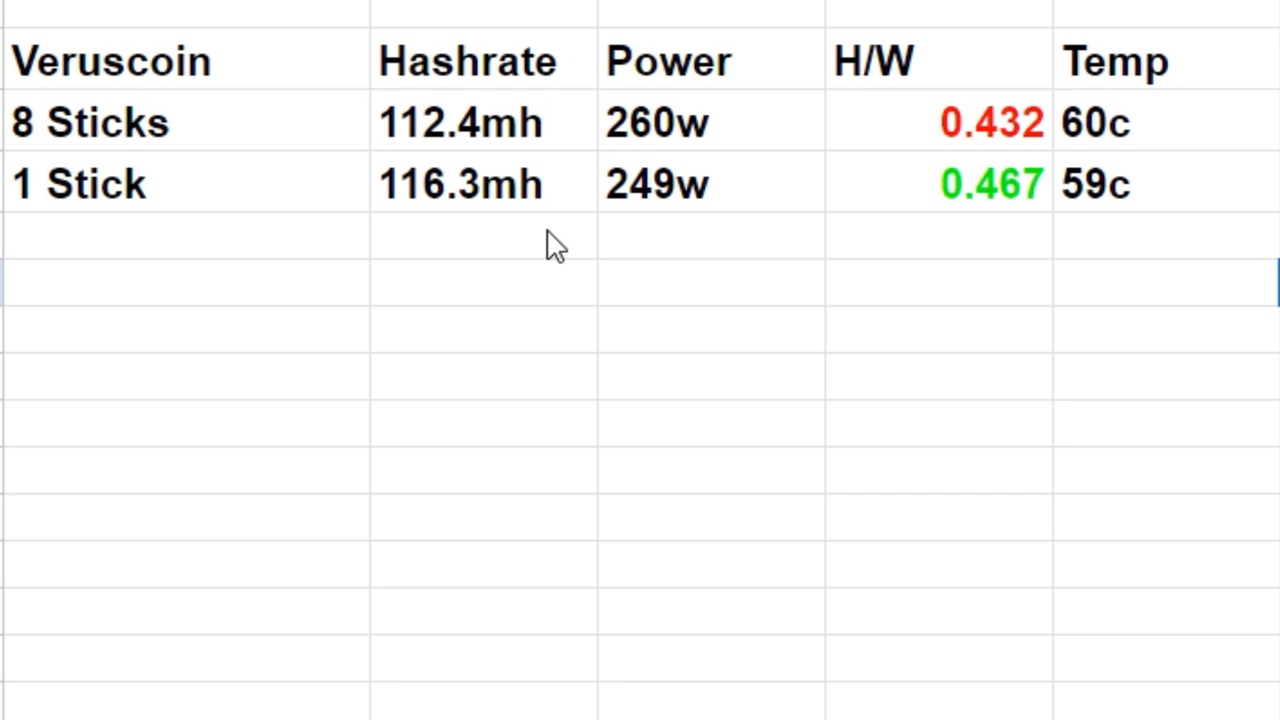 Veruscoin Hashrate Power H/W Temp
8 Sticks 112.4mh 260w 0.432 60c
1 Stick 116.3mh 249w 0.467 59c